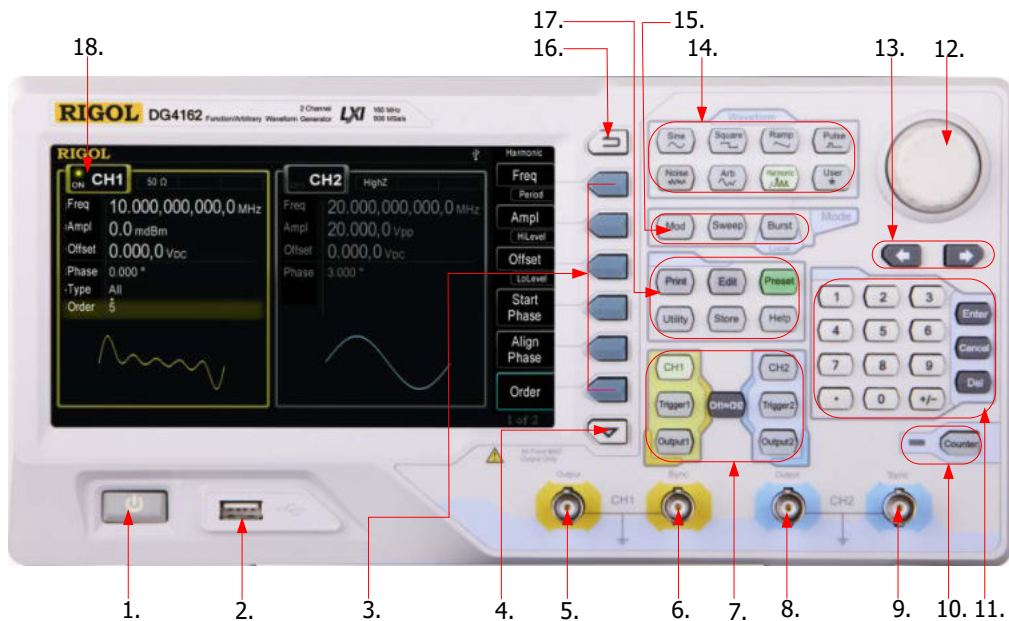 17.
15.
18.
16.
14.
13.
12.
RIGOL DG4162 Function/Arbitrary Waveform Generator
2 Channel
LXI
160 MHz
500 MSa/s
Waveform
Sine
Square
Ramp
Pulse
Noise
Arb
Harmonic
User
RIGOL
Harmonic
ON CH1 50 Ω
CH2 HighZ
Freq 10.000,000,000,0 MHz
Ampl 0.0 mdBm
Offset 0.000,0 VDC
Phase 0.000 °
Type All
Order 5
Freq 20.000,000,000,0 MHz
Ampl 20.000,0 Vpp
Offset 0.000,0 VDC
Phase 3.000 °
Freq
Period
Ampl
HiLevel
Offset
LoLevel
Start
Phase
Align
Phase
Order
1 of 2
Mode
Mod
Sweep
Burst
Local
Print
Edit
Preset
Utility
Store
Help
1 2 3 Enter
4 5 6 Cancel
7 8 9 Del
. 0 +/-
CH1
CH2
Trigger1
CH1⇌CH2
Trigger2
Output1
Output2
Counter
Output
Sync
Output
Sync
CH1
CH2
1.
2.
3.
4.
5.
6.
7.
8.
9.
10.
11.